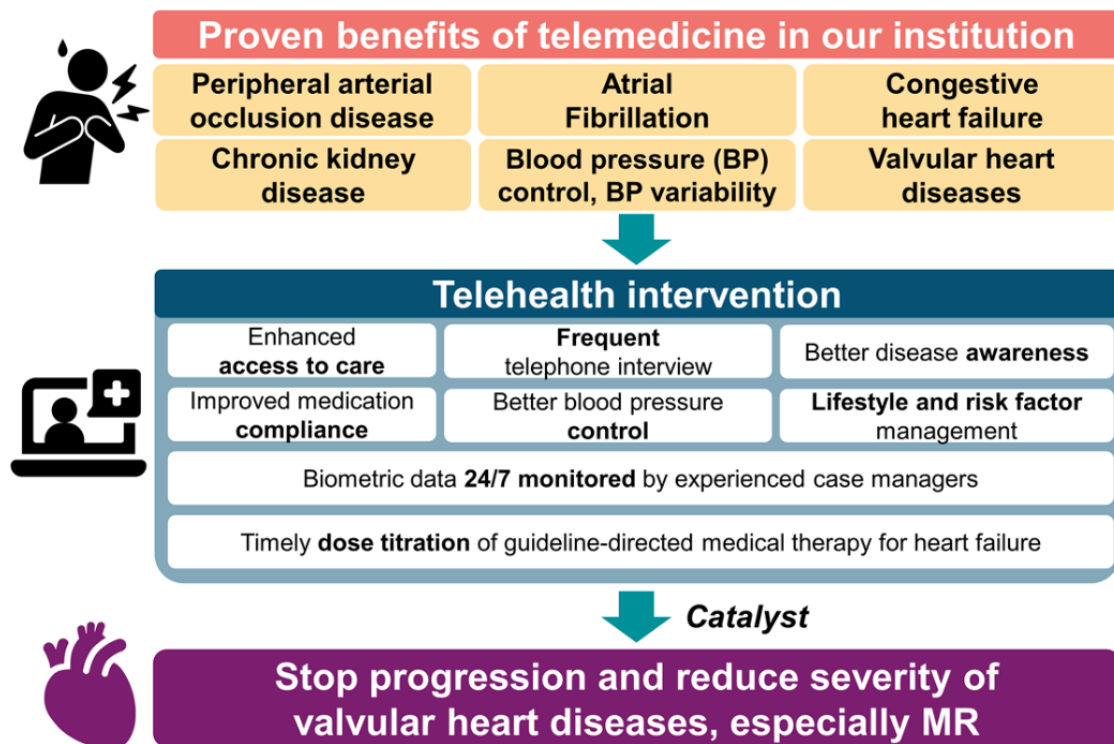 Proven benefits of telemedicine in our institution
Peripheral arterial
occlusion disease
Atrial
Fibrillation
Congestive
heart failure
Chronic kidney
disease
Blood pressure (BP)
control, BP variability
Valvular heart
diseases
Telehealth intervention
Enhanced
access to care
Frequent
telephone interview
Better disease awareness
Improved medication
compliance
Better blood pressure
control
Lifestyle and risk factor
management
Biometric data 24/7 monitored by experienced case managers
Timely dose titration of guideline-directed medical therapy for heart failure
Catalyst
Stop progression and reduce severity of
valvular heart diseases, especially MR